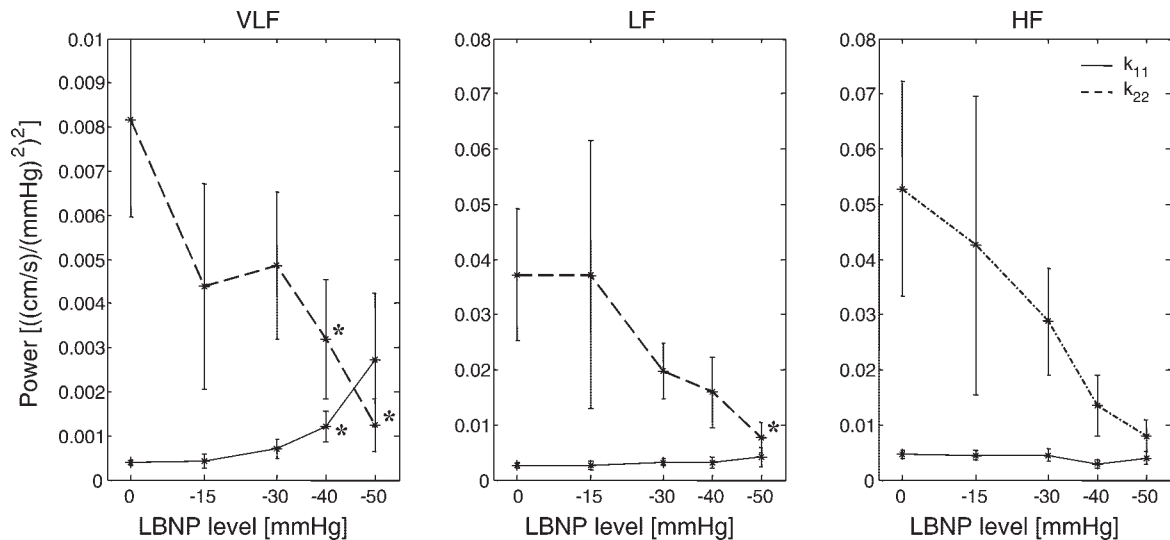 VLF
LF
HF
Power [((cm/s)/(mmHg)²)²]
0.01
0.009
0.008
0.007
0.006
0.005
0.004
0.003
0.002
0.001
0
*
*
*
0 -15 -30 -40 -50
LBNP level [mmHg]
0.08
0.07
0.06
0.05
0.04
0.03
0.02
0.01
0
*
0 -15 -30 -40 -50
LBNP level [mmHg]
0.08
0.07
0.06
0.05
0.04
0.03
0.02
0.01
0
k₁₁
k₂₂
0 -15 -30 -40 -50
LBNP level [mmHg]